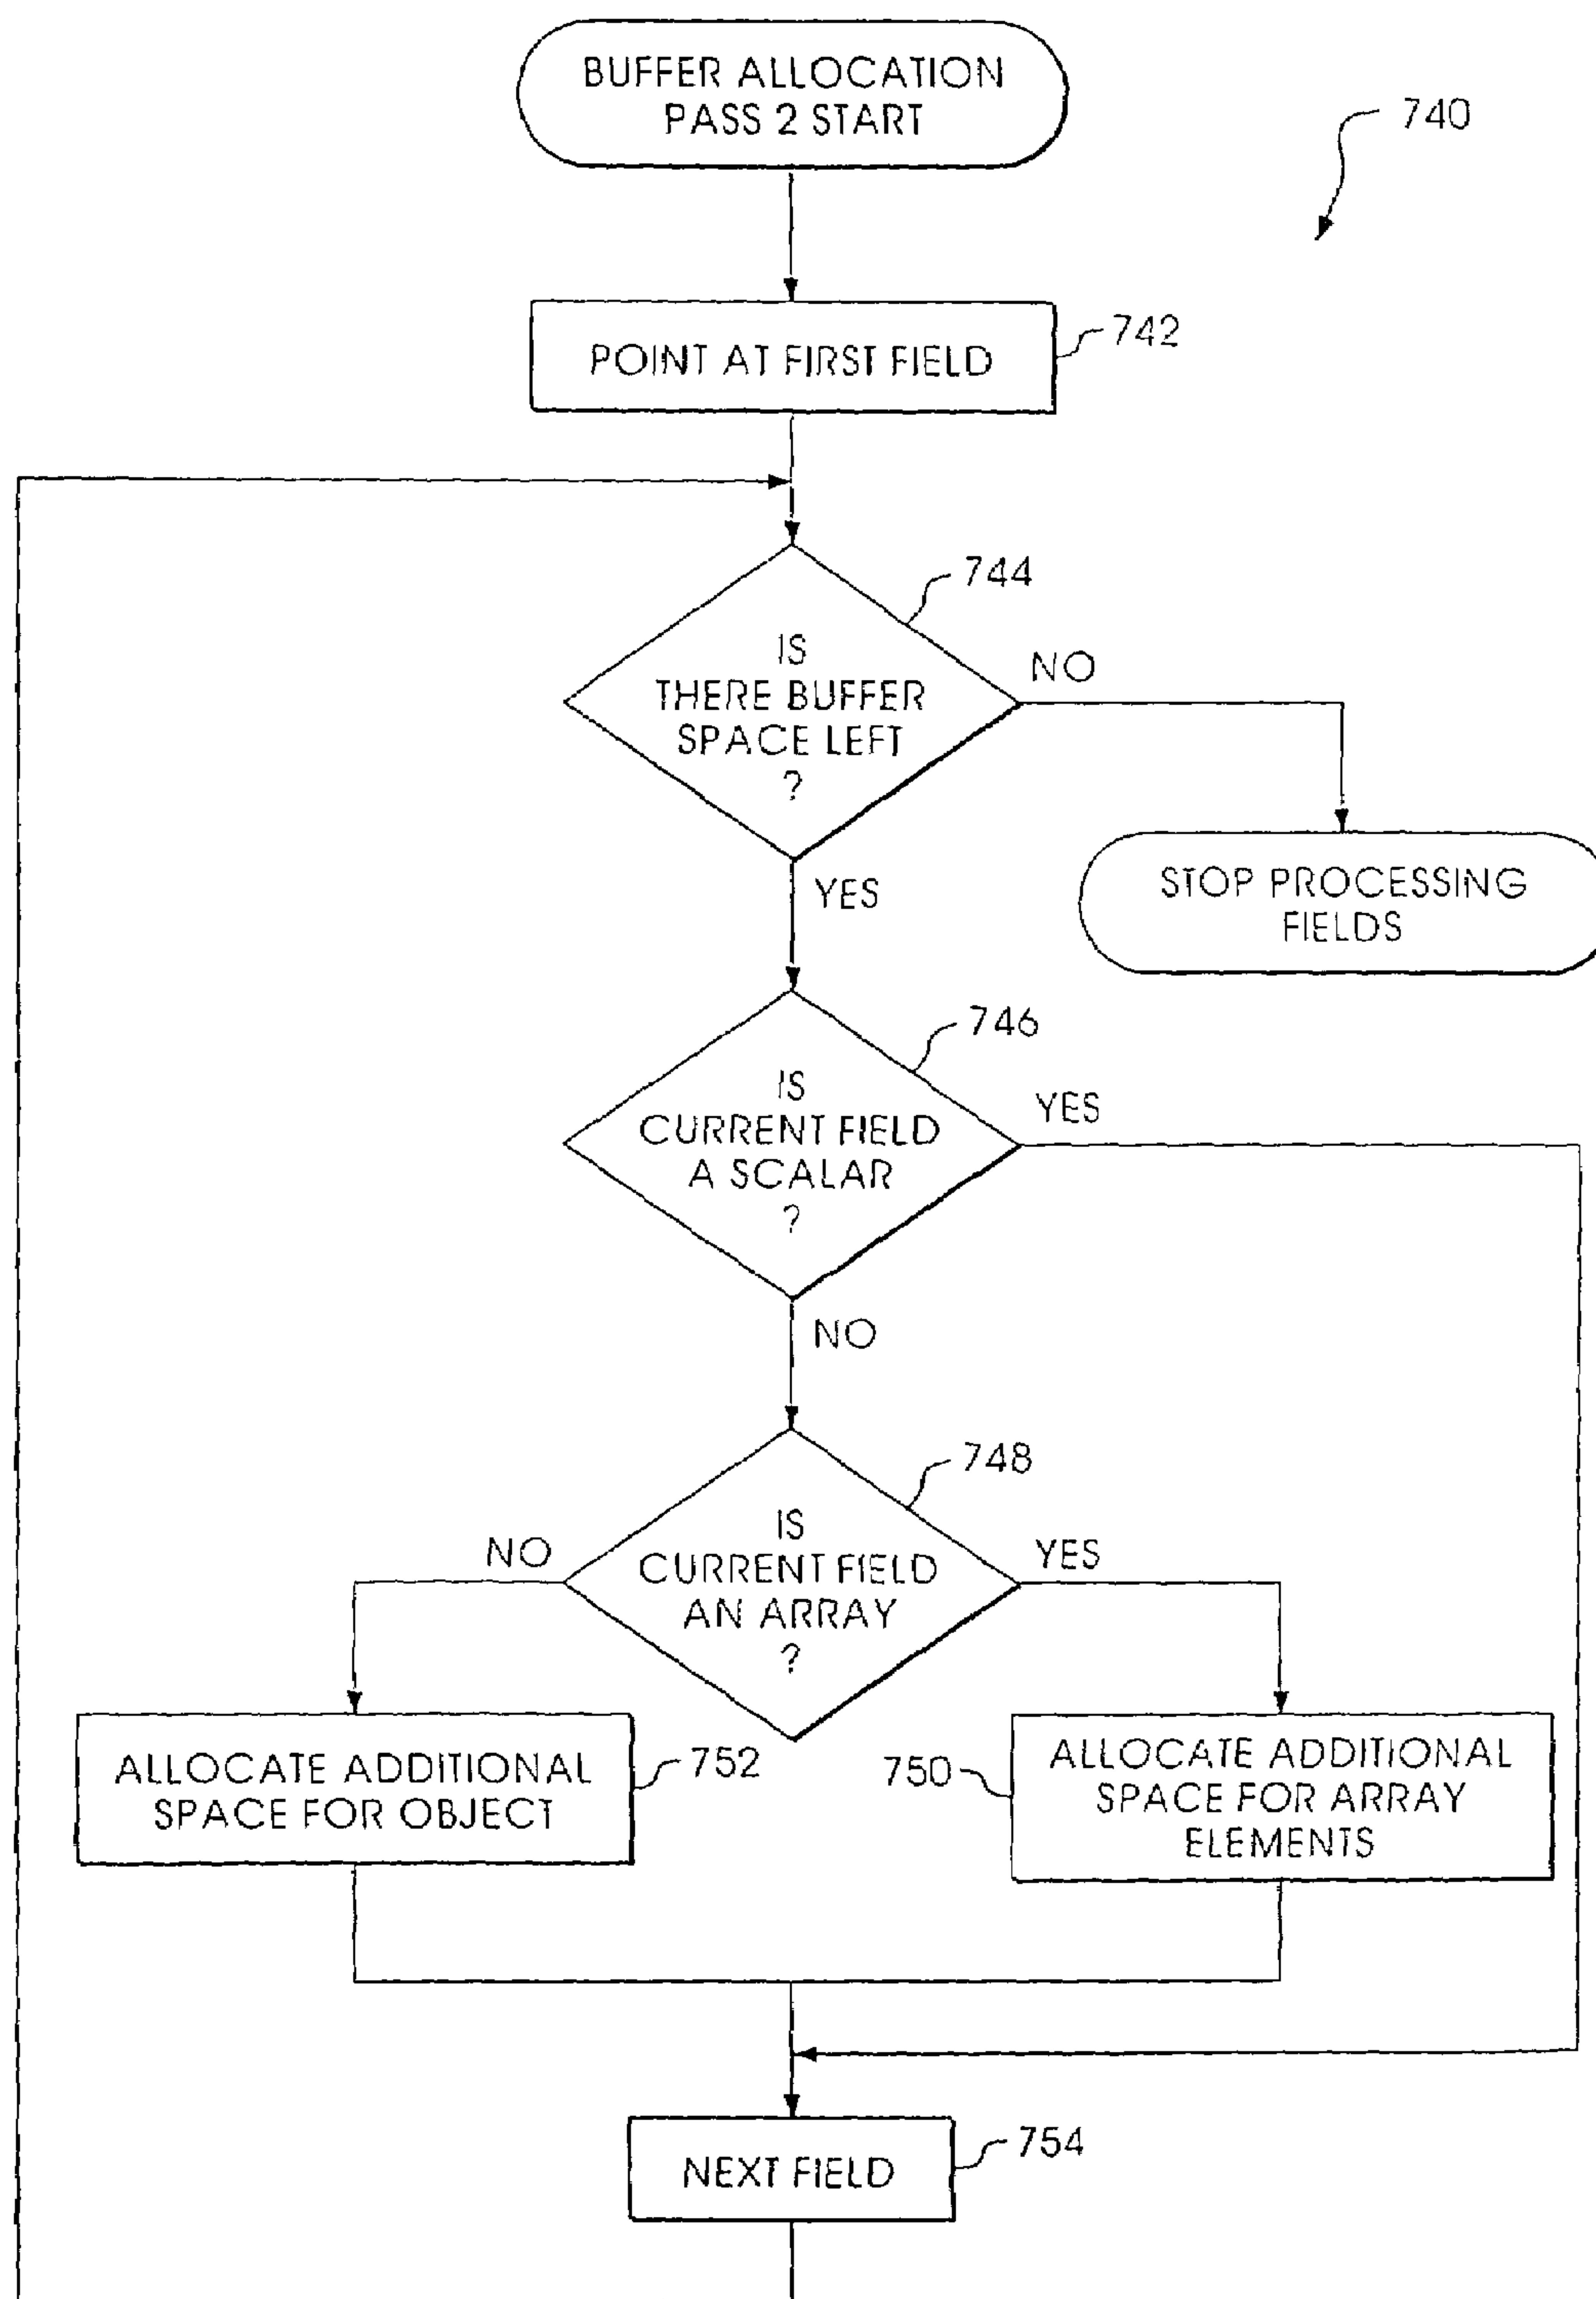 BUFFER ALLOCATION
PASS 2 START
740
POINT AT FIRST FIELD
742
744
IS
THERE BUFFER
SPACE LEFT
?
NO
YES
STOP PROCESSING
FIELDS
746
IS
CURRENT FIELD
A SCALAR
?
YES
NO
748
IS
CURRENT FIELD
AN ARRAY
?
NO
YES
ALLOCATE ADDITIONAL
SPACE FOR OBJECT
752
750
ALLOCATE ADDITIONAL
SPACE FOR ARRAY
ELEMENTS
NEXT FIELD
754